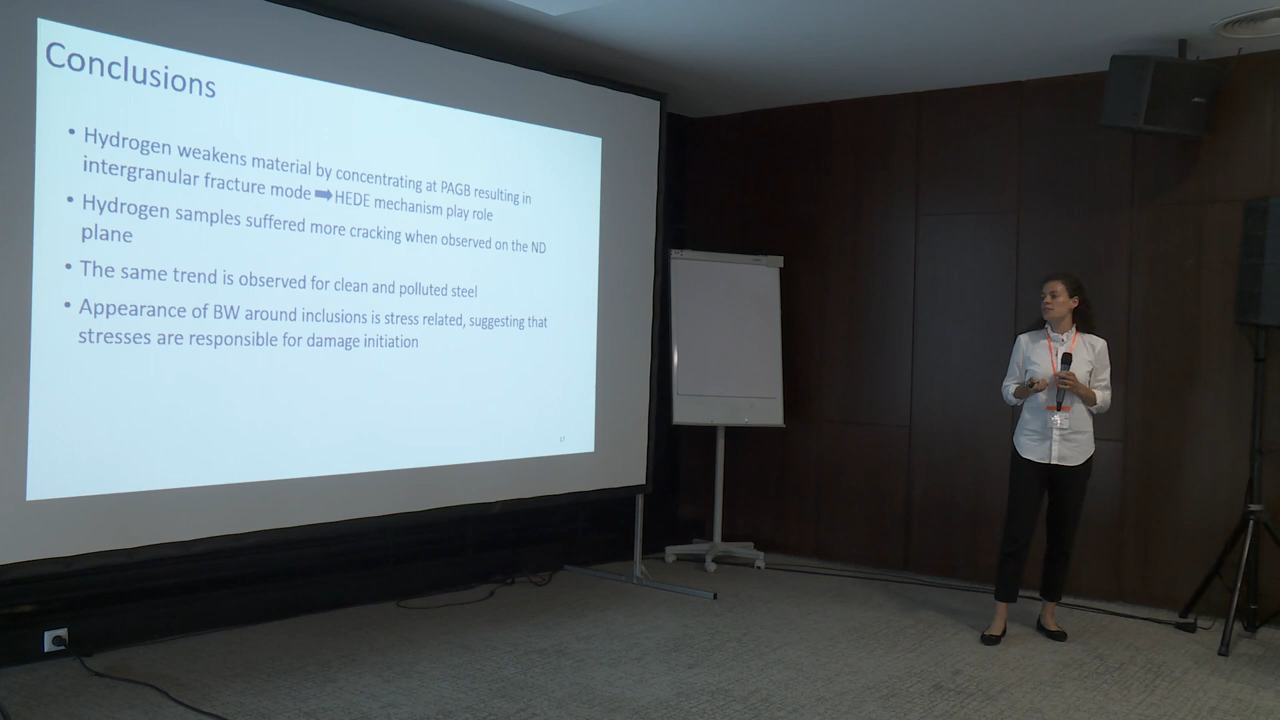 Conclusions
• Hydrogen weakens material by concentrating at PAGB resulting in
intergranular fracture mode ➡HEDE mechanism play role
• Hydrogen samples suffered more cracking when observed on the ND
plane
• The same trend is observed for clean and polluted steel
• Appearance of BW around inclusions is stress related, suggesting that
stresses are responsible for damage initiation
17